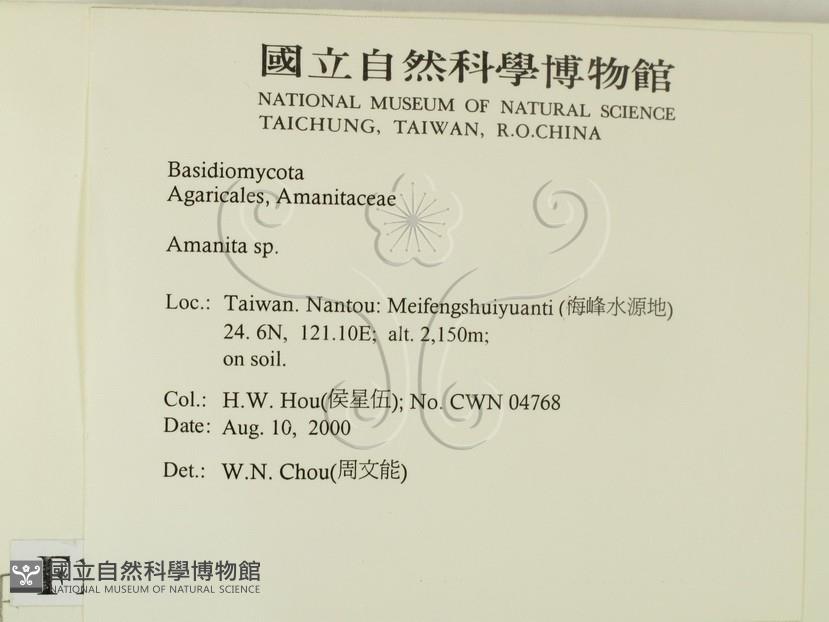 國立自然科學博物館
NATIONAL MUSEUM OF NATURAL SCIENCE
TAICHUNG, TAIWAN, R.O.CHINA
Basidiomycota
Agaricales, Amanitaceae
Amanita sp.
Loc.: Taiwan. Nantou: Meifengshuiyuanti (梅峰水源地)
24. 6N, 121.10E; alt. 2,150m;
on soil.
Col.: H.W. Hou(侯星伍); No. CWN 04768
Date: Aug. 10, 2000
Det.: W.N. Chou(周文能)
F
國立自然科學博物館
NATIONAL MUSEUM OF NATURAL SCIENCE